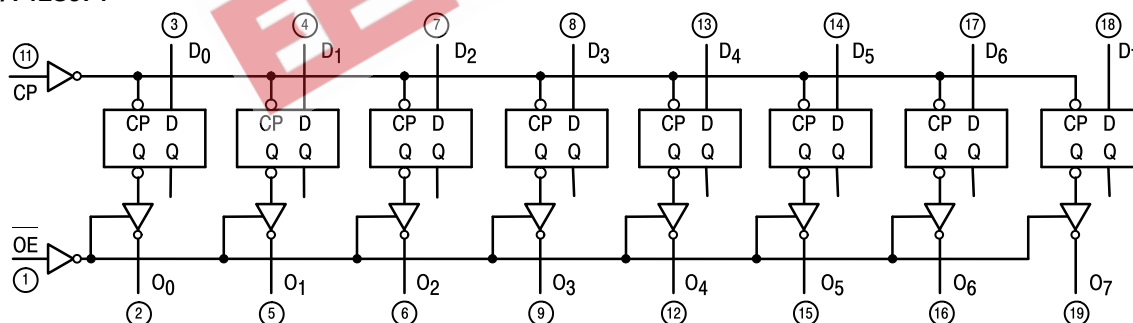 3 4 7 8 13 14 17 18
11 D0 D1 D2 D3 D4 D5 D6
CP
CP D CP D CP D CP D CP D CP D CP D CP D
Q Q Q Q Q Q Q Q Q Q Q Q Q Q Q Q
OE
1 O0 O1 O2 O3 O4 O5 O6 O7
2 5 6 9 12 15 16 19